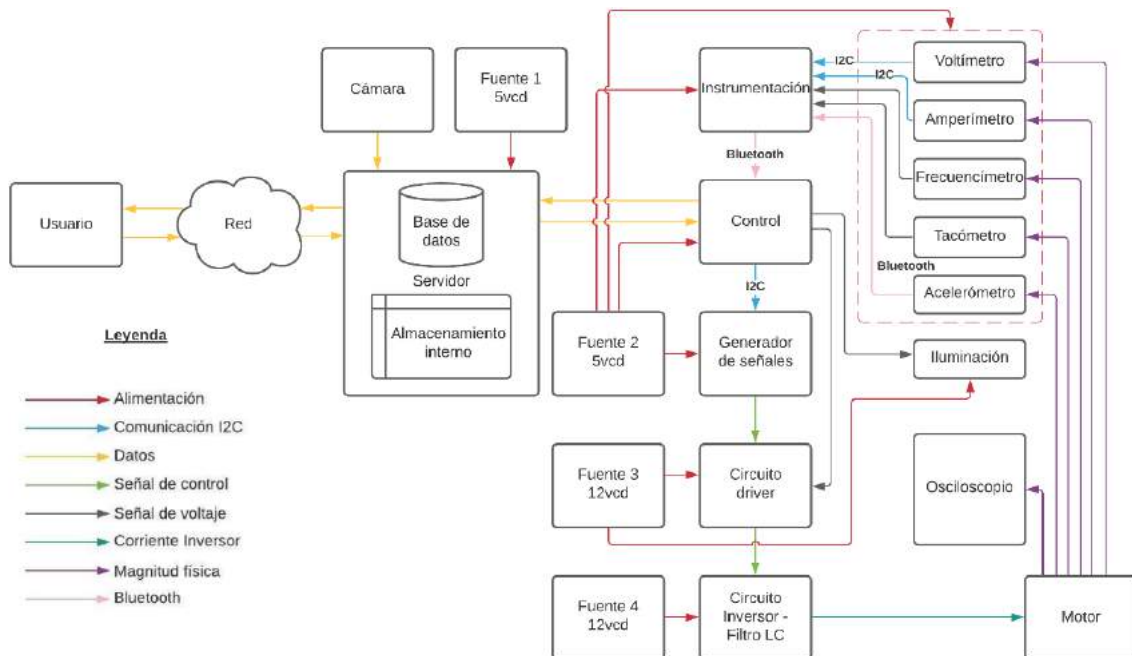 Fuente 1
5vcd
Cámara
Instrumentación
I2C
I2C
Voltímetro
Amperímetro
Frecuencímetro
Tacómetro
Bluetooth
Acelerómetro
Bluetooth
Usuario
Red
Base de
datos
Servidor
Almacenamiento
interno
Control
I2C
Fuente 2
5vcd
Generador
de señales
Iluminación
Leyenda
Alimentación
Comunicación I2C
Datos
Señal de control
Señal de voltaje
Corriente Inversor
Magnitud física
Bluetooth
Fuente 3
12vcd
Circuito
driver
Osciloscopio
Fuente 4
12vcd
Circuito
Inversor -
Filtro LC
Motor